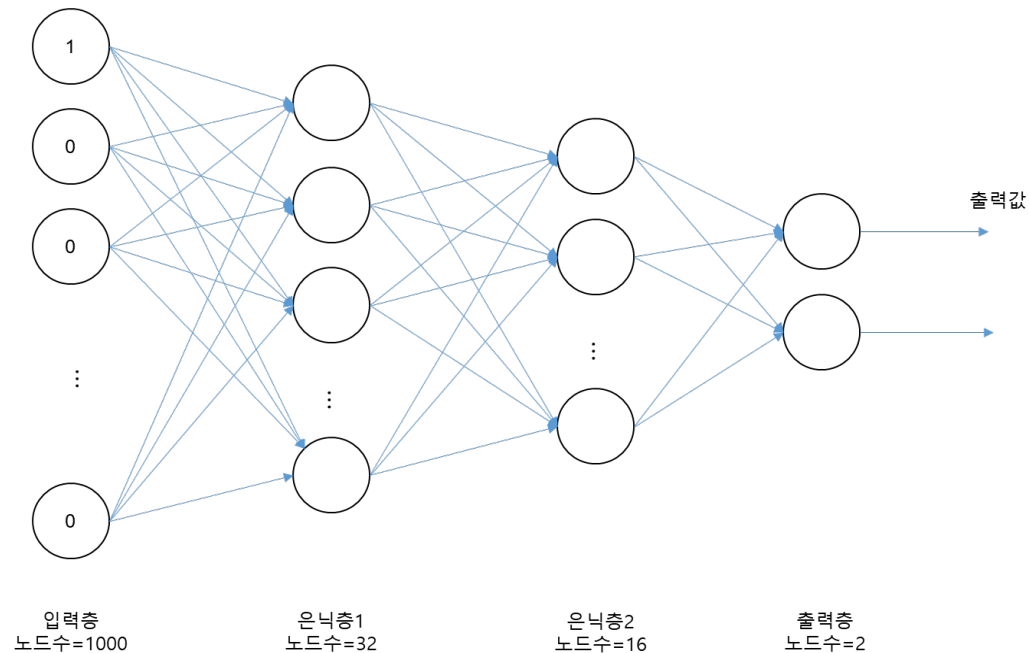 1
0
0
⋮
0
⋮
⋮
출력값
입력층
노드수=1000
은닉층1
노드수=32
은닉층2
노드수=16
출력층
노드수=2